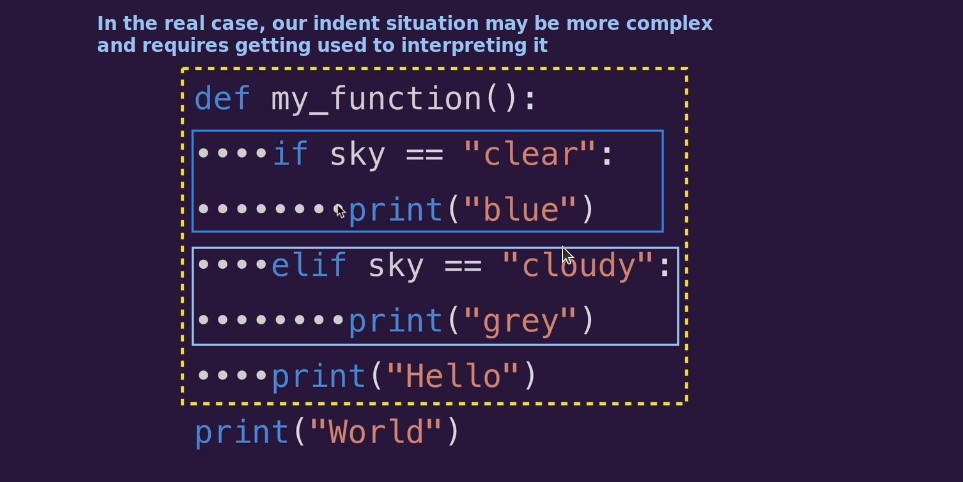 In the real case, our indent situation may be more complex
and requires getting used to interpreting it
def my_function():
••••if sky == "clear":
••••••••print("blue")
••••elif sky == "cloudy":
••••••••print("grey")
••••print("Hello")
print("World")